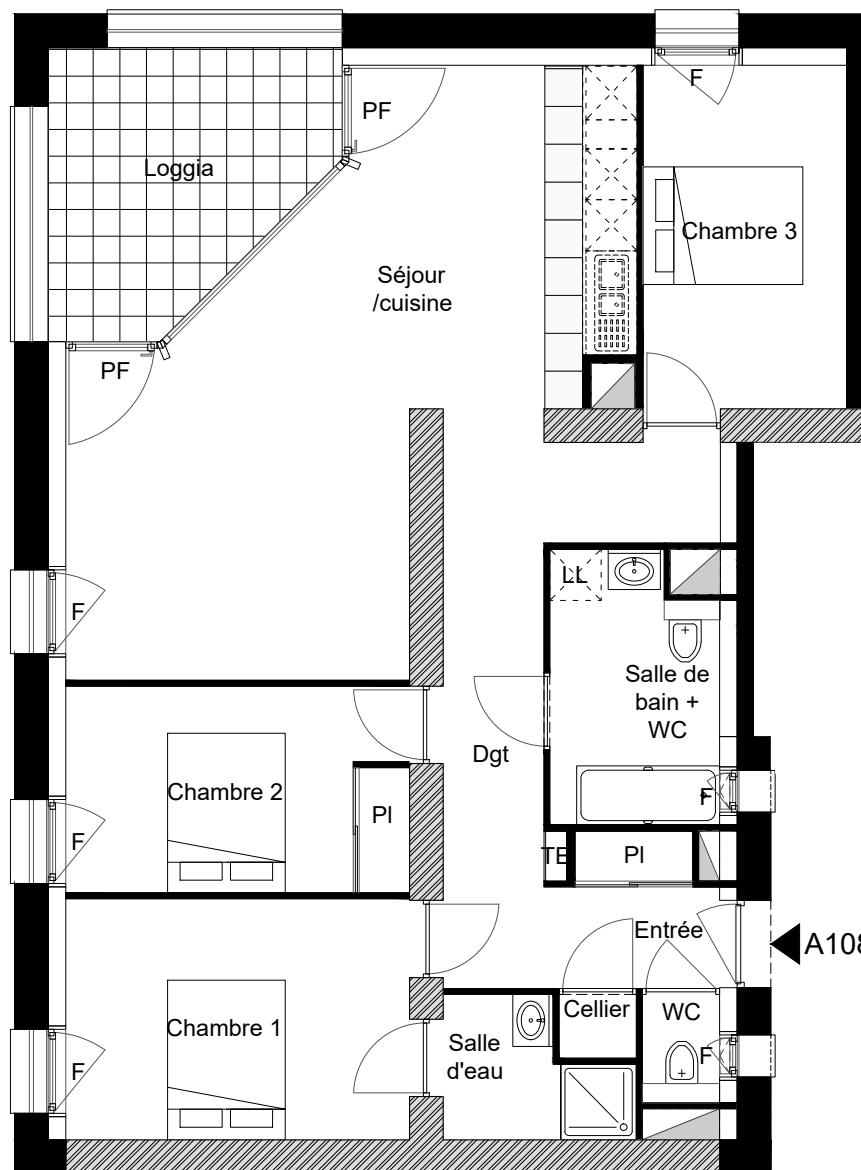 F
PF
Loggia
Chambre 3
Séjour
/cuisine
PF
LL
F
Salle de
bain +
WC
Dgt
Chambre 2
F
Pl
F
TE
Pl
Entrée
A108
Cellier
WC
Chambre 1
Salle
d'eau
F
F